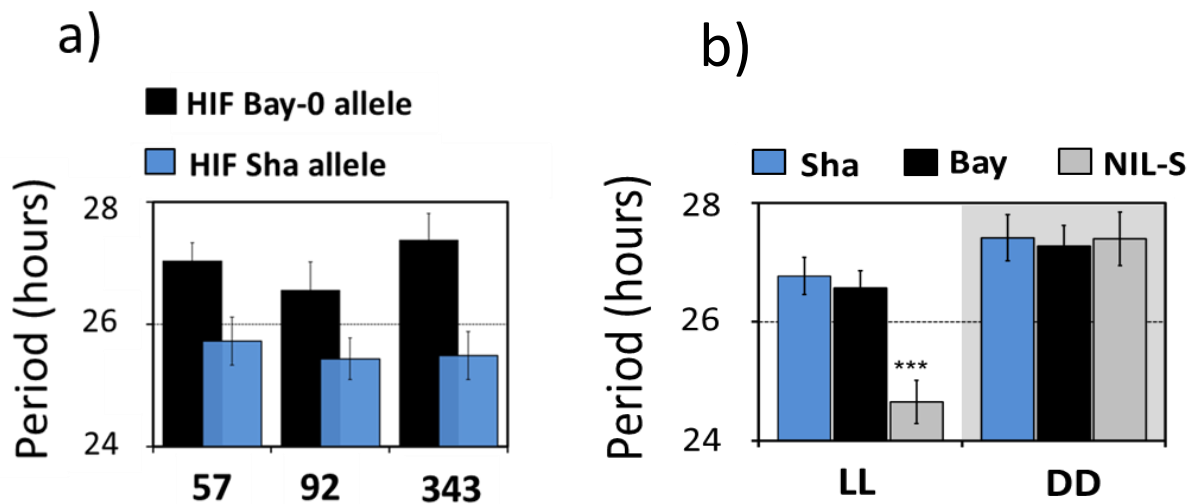 a)
HIF Bay-0 allele
HIF Sha allele
Period (hours)
28
26
24
57 92 343
b)
Sha Bay NIL-S
Period (hours)
28
26
24
***
LL DD